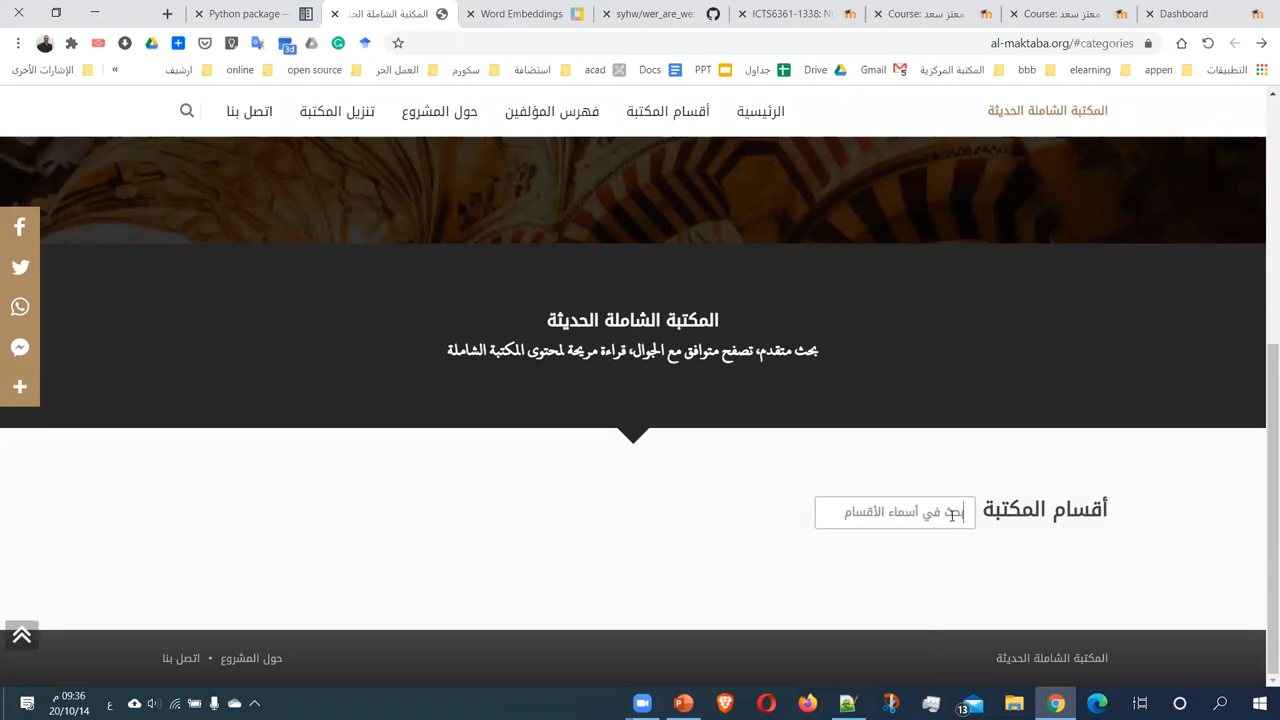 Python package —
المكتبة الشاملة الحديثة
Word Embeddings
syhw/wer_are_we:
ICTS6361-1338:NL
Course: معتز سعد
Course: معتز سعد
Dashboard
3d
al-maktaba.org/#categories
الإشارات الأخرى
»
ارشيف
online
open source
العمل الحر
سكورم
استضافة
acad
Docs
PPT
جداول
Drive
Gmail
المكتبة المركزية
bbb
elearning
appen
التطبيقات
المكتبة الشاملة الحديثة
الرئيسية
أقسام المكتبة
فهرس المؤلفين
حول المشروع
تنزيل المكتبة
اتصل بنا
المكتبة الشاملة الحديثة
بحث متقدم، تصفح متوافق مع الجوال، قراءة مريحة لمحتوى المكتبة الشاملة
أقسام المكتبة
بحث في أسماء الأقسام
المكتبة الشاملة الحديثة
حول المشروع • اتصل بنا
09:36 م
20/10/14
ع
13